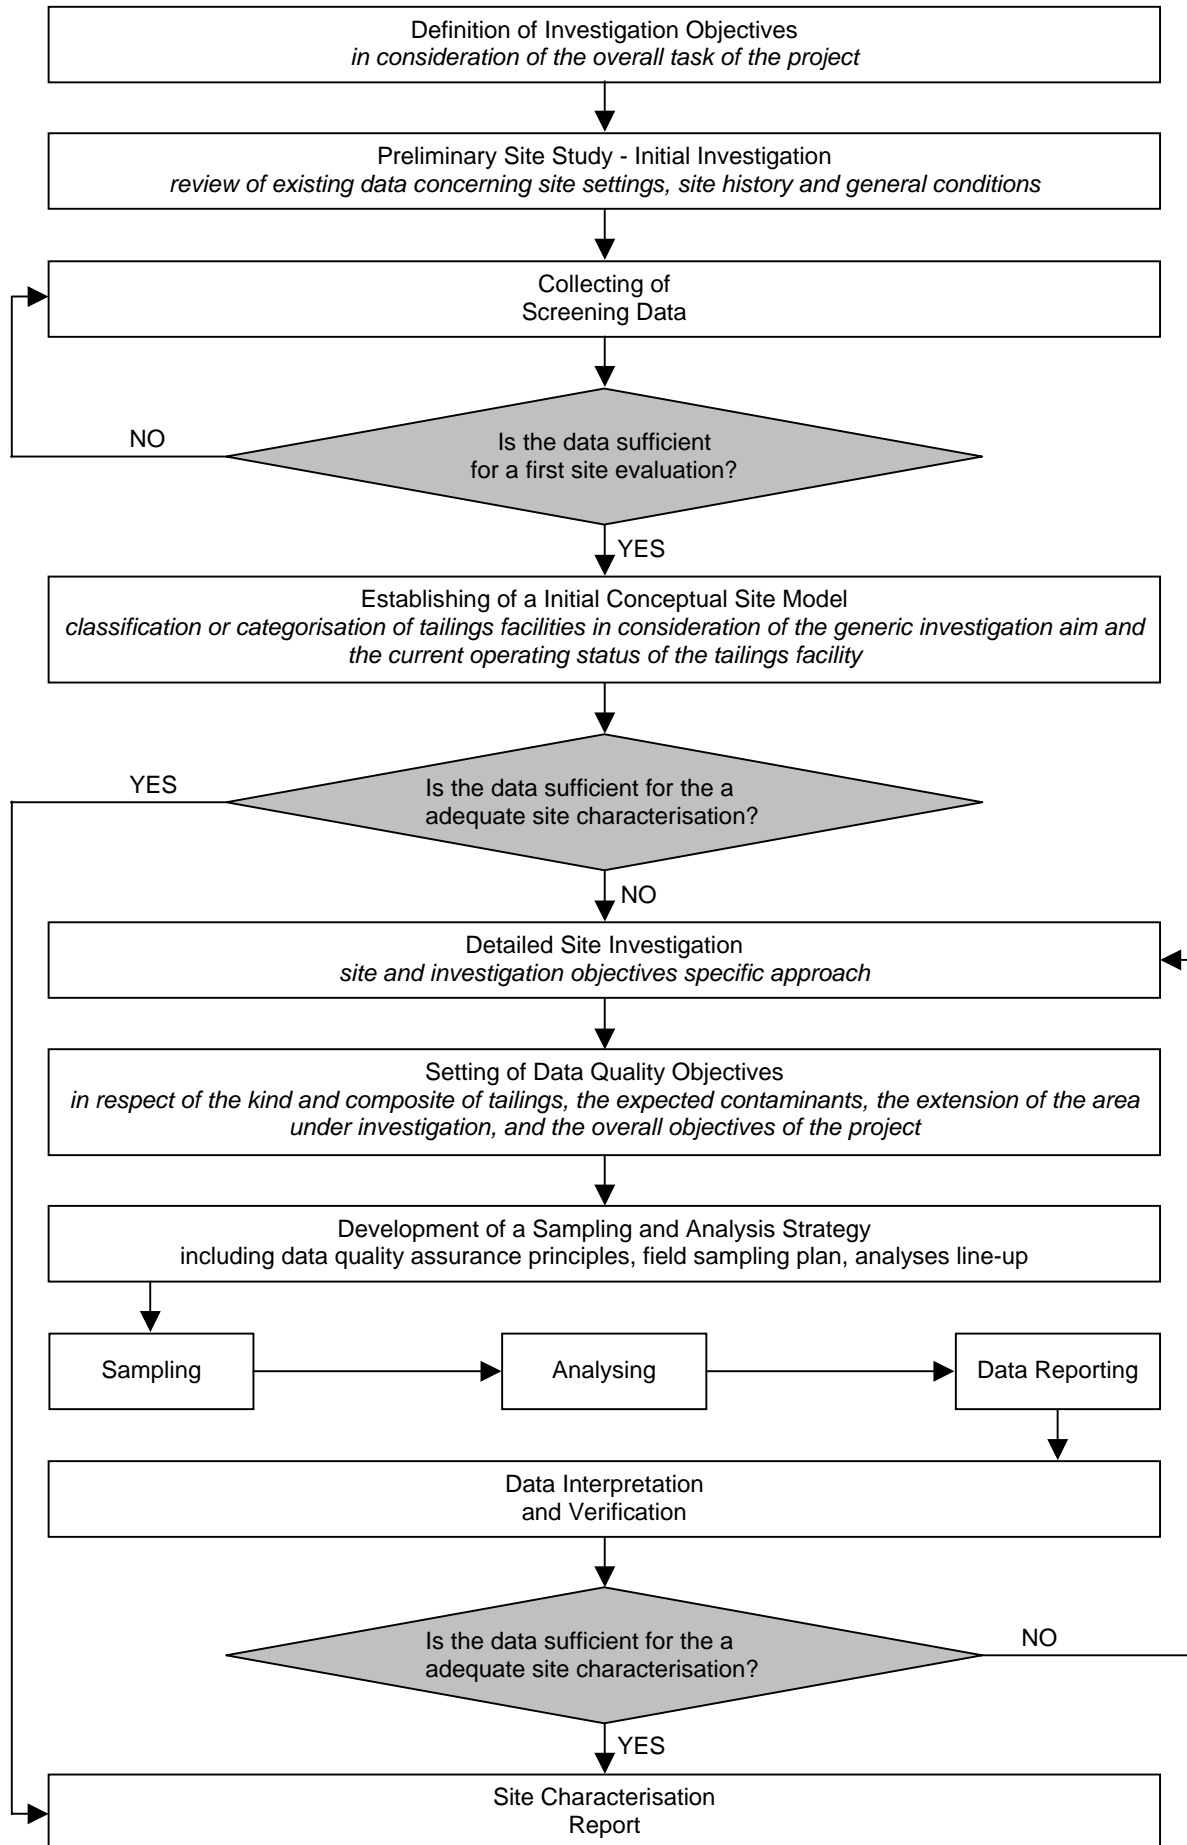 Definition of Investigation Objectives
in consideration of the overall task of the project
Preliminary Site Study - Initial Investigation
review of existing data concerning site settings, site history and general conditions
Collecting of
Screening Data
NO
Is the data sufficient
for a first site evaluation?
YES
Establishing of a Initial Conceptual Site Model
classification or categorisation of tailings facilities in consideration of the generic investigation aim and
the current operating status of the tailings facility
YES
Is the data sufficient for the a
adequate site characterisation?
NO
Detailed Site Investigation
site and investigation objectives specific approach
Setting of Data Quality Objectives
in respect of the kind and composite of tailings, the expected contaminants, the extension of the area
under investigation, and the overall objectives of the project
Development of a Sampling and Analysis Strategy
including data quality assurance principles, field sampling plan, analyses line-up
Sampling
Analysing
Data Reporting
Data Interpretation
and Verification
Is the data sufficient for the a
adequate site characterisation?
NO
YES
Site Characterisation
Report